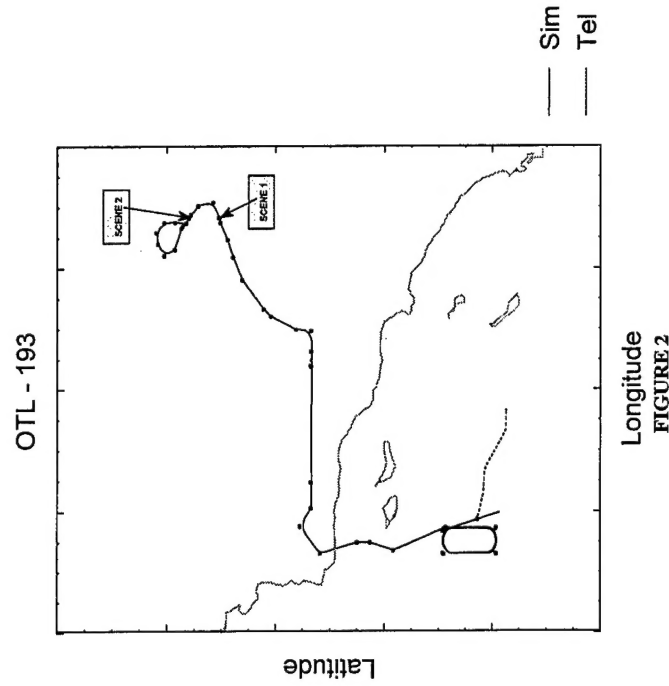 OTL - 193
SCENE 2
SCENE 1
Latitude
Longitude
Sim
Tel
FIGURE 2